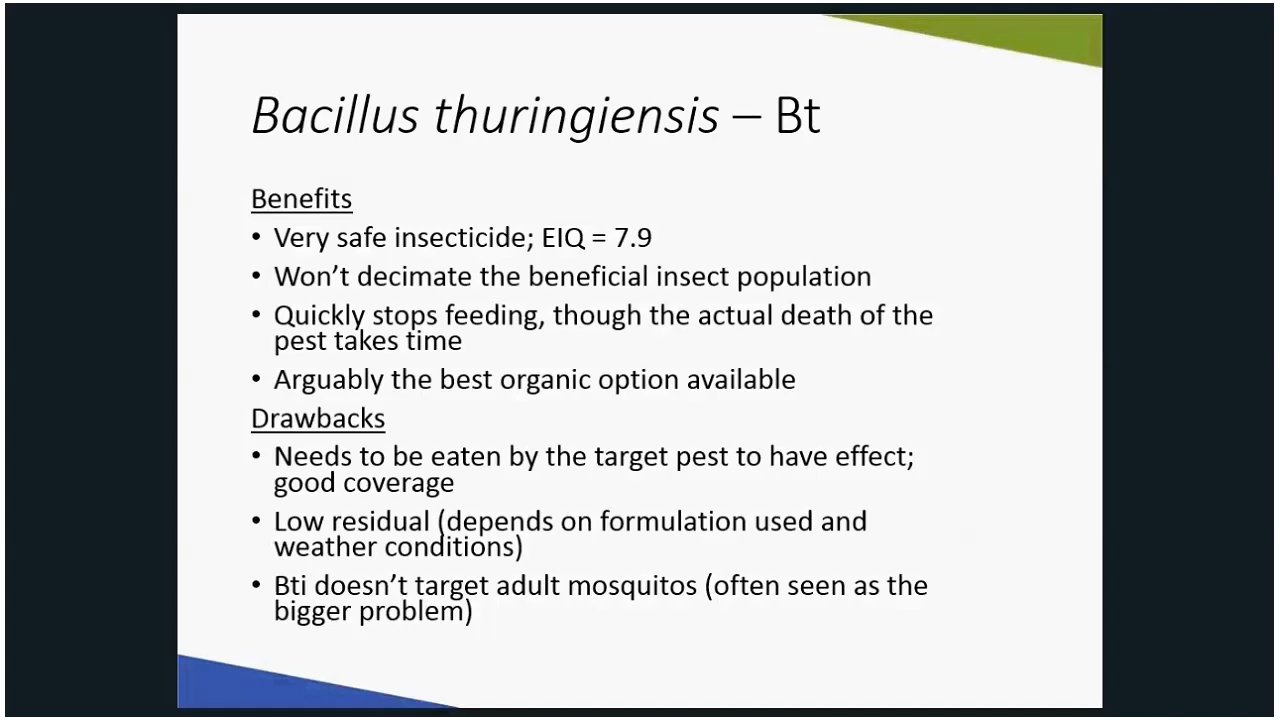 Bacillus thuringiensis – Bt
Benefits
• Very safe insecticide; EIQ = 7.9
• Won't decimate the beneficial insect population
• Quickly stops feeding, though the actual death of the
pest takes time
• Arguably the best organic option available
Drawbacks
• Needs to be eaten by the target pest to have effect;
good coverage
• Low residual (depends on formulation used and
weather conditions)
• Bti doesn't target adult mosquitos (often seen as the
bigger problem)